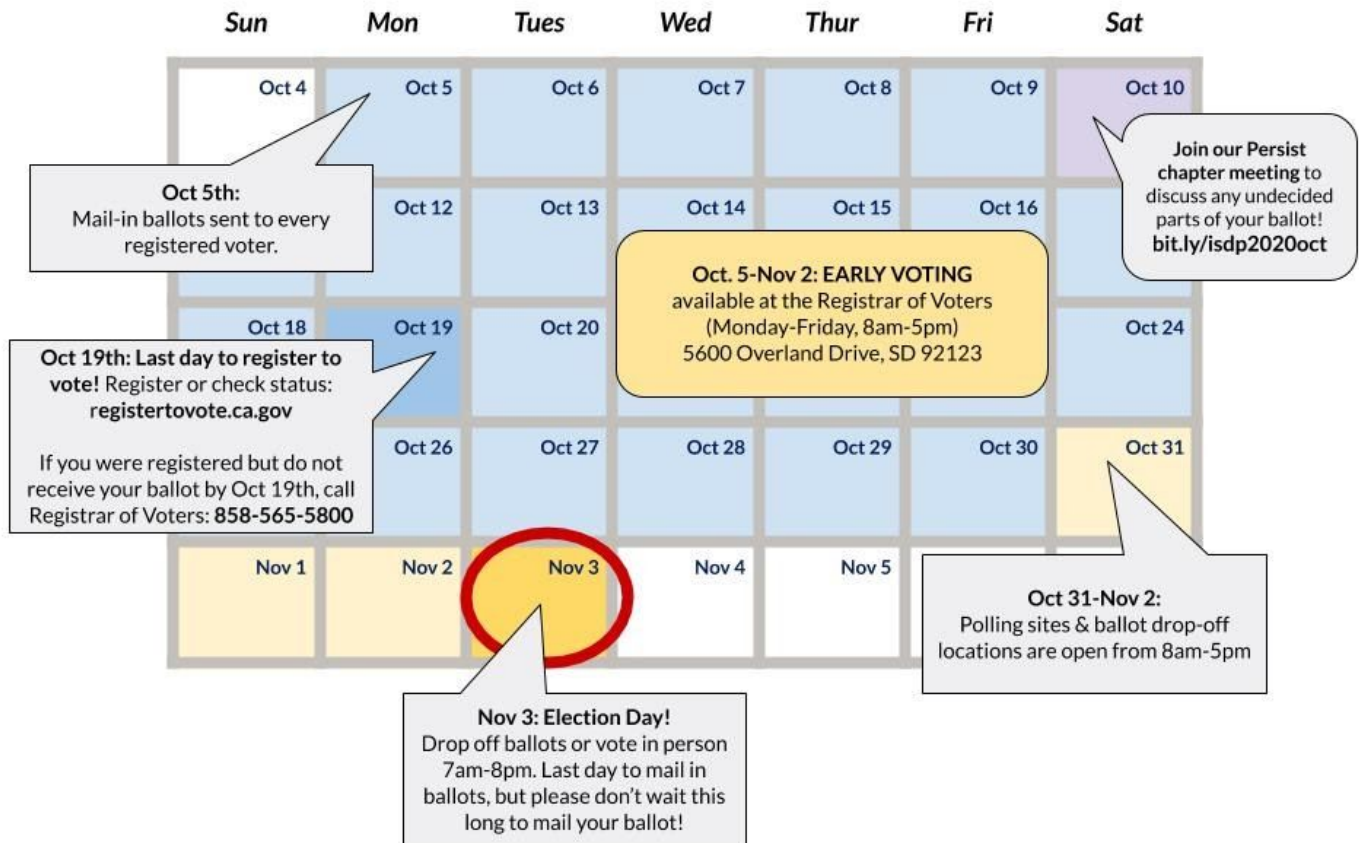 Sun Mon Tues Wed Thur Fri Sat
Oct 4 Oct 5 Oct 6 Oct 7 Oct 8 Oct 9 Oct 10
Join our Persist
chapter meeting to
discuss any undecided
parts of your ballot!
bit.ly/isdp2020oct
Oct 5th:
Mail-in ballots sent to every
registered voter.
Oct 12 Oct 13 Oct 14 Oct 15 Oct 16
Oct. 5-Nov 2: EARLY VOTING
available at the Registrar of Voters
(Monday-Friday, 8am-5pm)
5600 Overland Drive, SD 92123
Oct 18 Oct 19 Oct 20 Oct 24
Oct 19th: Last day to register to
vote! Register or check status:
registertovote.ca.gov
If you were registered but do not
receive your ballot by Oct 19th, call
Registrar of Voters: 858-565-5800
Oct 26 Oct 27 Oct 28 Oct 29 Oct 30 Oct 31
Nov 1 Nov 2 Nov 3 Nov 4 Nov 5
Oct 31-Nov 2:
Polling sites & ballot drop-off
locations are open from 8am-5pm
Nov 3: Election Day!
Drop off ballots or vote in person
7am-8pm. Last day to mail in
ballots, but please don't wait this
long to mail your ballot!